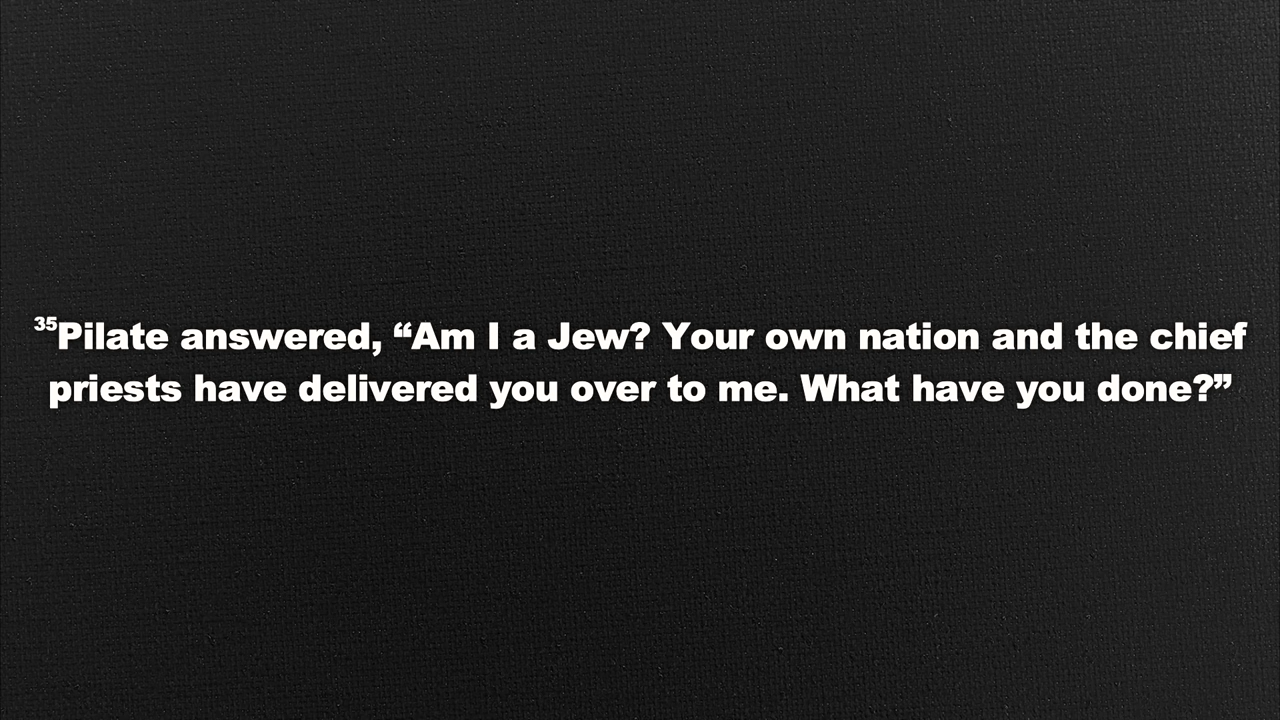 ³⁵Pilate answered, “Am I a Jew? Your own nation and the chief
priests have delivered you over to me. What have you done?”